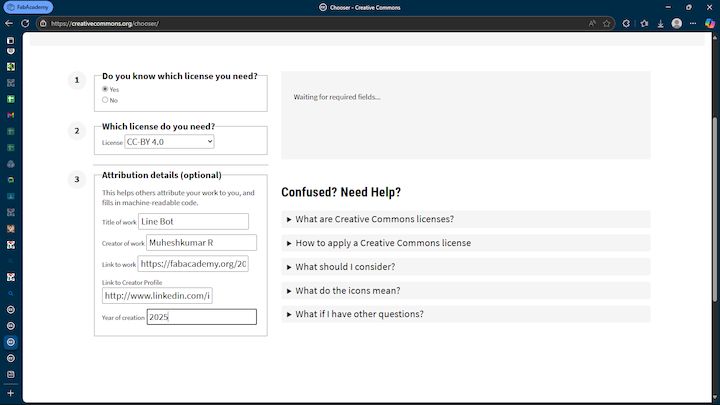 FabAcademy
Chooser - Creative Commons
https://creativecommons.org/chooser/
1
Do you know which license you need?
Yes
No
2
Which license do you need?
License CC-BY 4.0
3
Attribution details (optional)
This helps others attribute your work to you, and
fills in machine-readable code.
Title of work Line Bot
Creator of work Muheshkumar R
Link to work https://fabacademy.org/20
Link to Creator Profile
http://www.linkedin.com/i
Year of creation 2025
Waiting for required fields...
Confused? Need Help?
What are Creative Commons licenses?
How to apply a Creative Commons license
What should I consider?
What do the icons mean?
What if I have other questions?